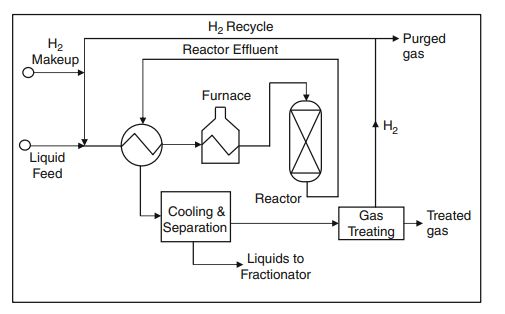 H₂ Recycle
H₂
Makeup
Purged
gas
Reactor Effluent
Furnace
H₂
Liquid
Feed
Reactor
Cooling &
Separation
Gas
Treating
Treated
gas
Liquids to
Fractionator